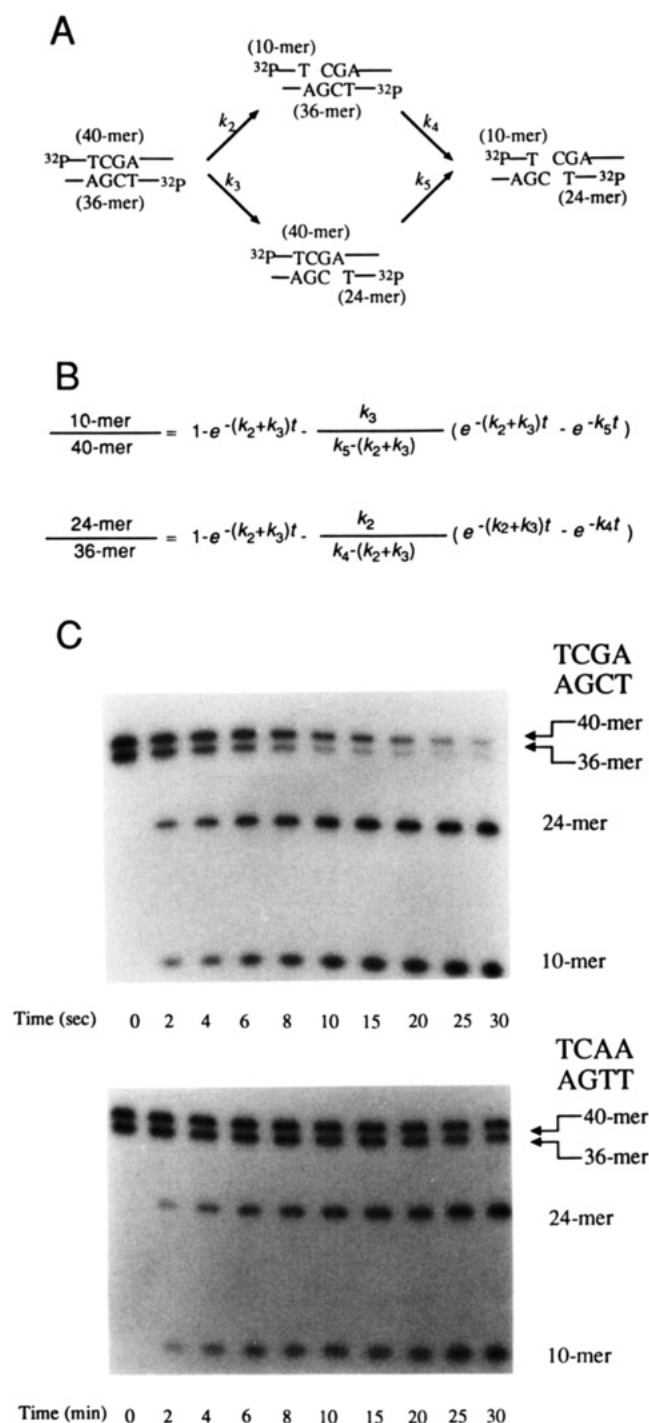 A
(10-mer)
32P—T CGA—
—AGCT—32P
(36-mer)
k2
k4
(40-mer)
32P—TCGA—
—AGCT—32P
(36-mer)
(10-mer)
32P—T CGA—
—AGC T—32P
(24-mer)
k3
k5
(40-mer)
32P—TCGA—
—AGC T—32P
(24-mer)
B
10-mer / 40-mer = 1-e -(k2+k3)t - k3 / k5-(k2+k3) (e -(k2+k3)t - e -k5t)
24-mer / 36-mer = 1-e -(k2+k3)t - k2 / k4-(k2+k3) (e -(k2+k3)t - e -k4t)
C
TCGA
AGCT
40-mer
36-mer
24-mer
10-mer
Time (sec) 0 2 4 6 8 10 15 20 25 30
TCAA
AGTT
40-mer
36-mer
24-mer
10-mer
Time (min) 0 2 4 6 8 10 15 20 25 30